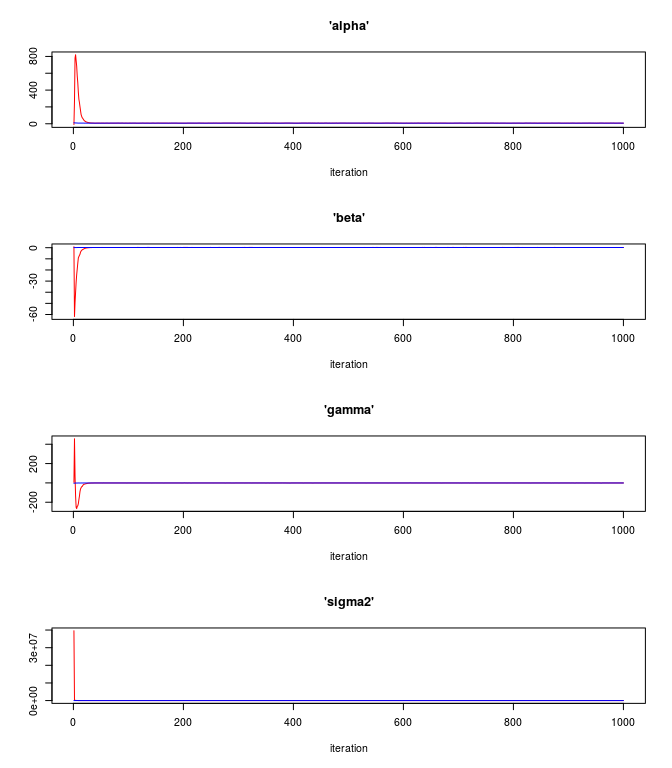 'alpha'
800
400
0
0 200 400 600 800 1000
iteration
'beta'
0
-30
-60
0 200 400 600 800 1000
iteration
'gamma'
200
-200
0 200 400 600 800 1000
iteration
'sigma2'
3e+07
0e+00
0 200 400 600 800 1000
iteration